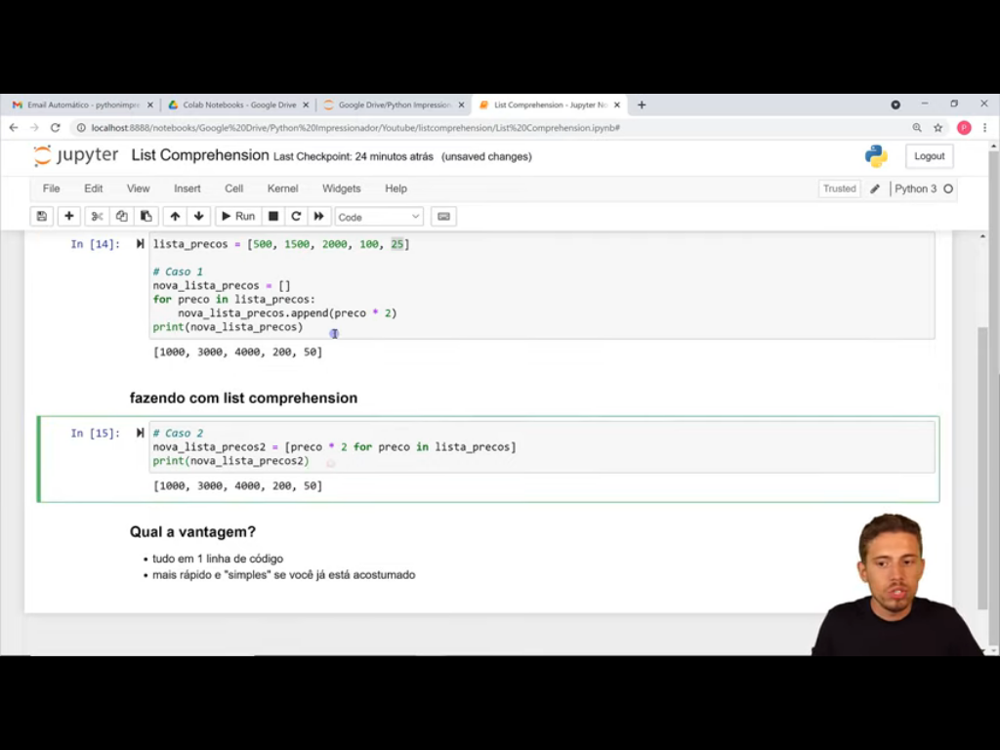 Email Automático - pythonimpre
Colab Notebooks - Google Drive
Google Drive/Python Impression
List Comprehension - Jupyter No
localhost:8888/notebooks/Google%20Drive/Python%20Impressionador/Youtube/listcomprehension/List%20Comprehension.ipynb#
P
jupyter List Comprehension Last Checkpoint: 24 minutos atrás (unsaved changes)
Logout
File Edit View Insert Cell Kernel Widgets Help
Trusted
Python 3
Run
Code
In [14]: lista_precos = [500, 1500, 2000, 100, 25]
# Caso 1
nova_lista_precos = []
for preco in lista_precos:
    nova_lista_precos.append(preco * 2)
print(nova_lista_precos)
[1000, 3000, 4000, 200, 50]
fazendo com list comprehension
In [15]: # Caso 2
nova_lista_precos2 = [preco * 2 for preco in lista_precos]
print(nova_lista_precos2)
[1000, 3000, 4000, 200, 50]
Qual a vantagem?
• tudo em 1 linha de código
• mais rápido e "simples" se você já está acostumado